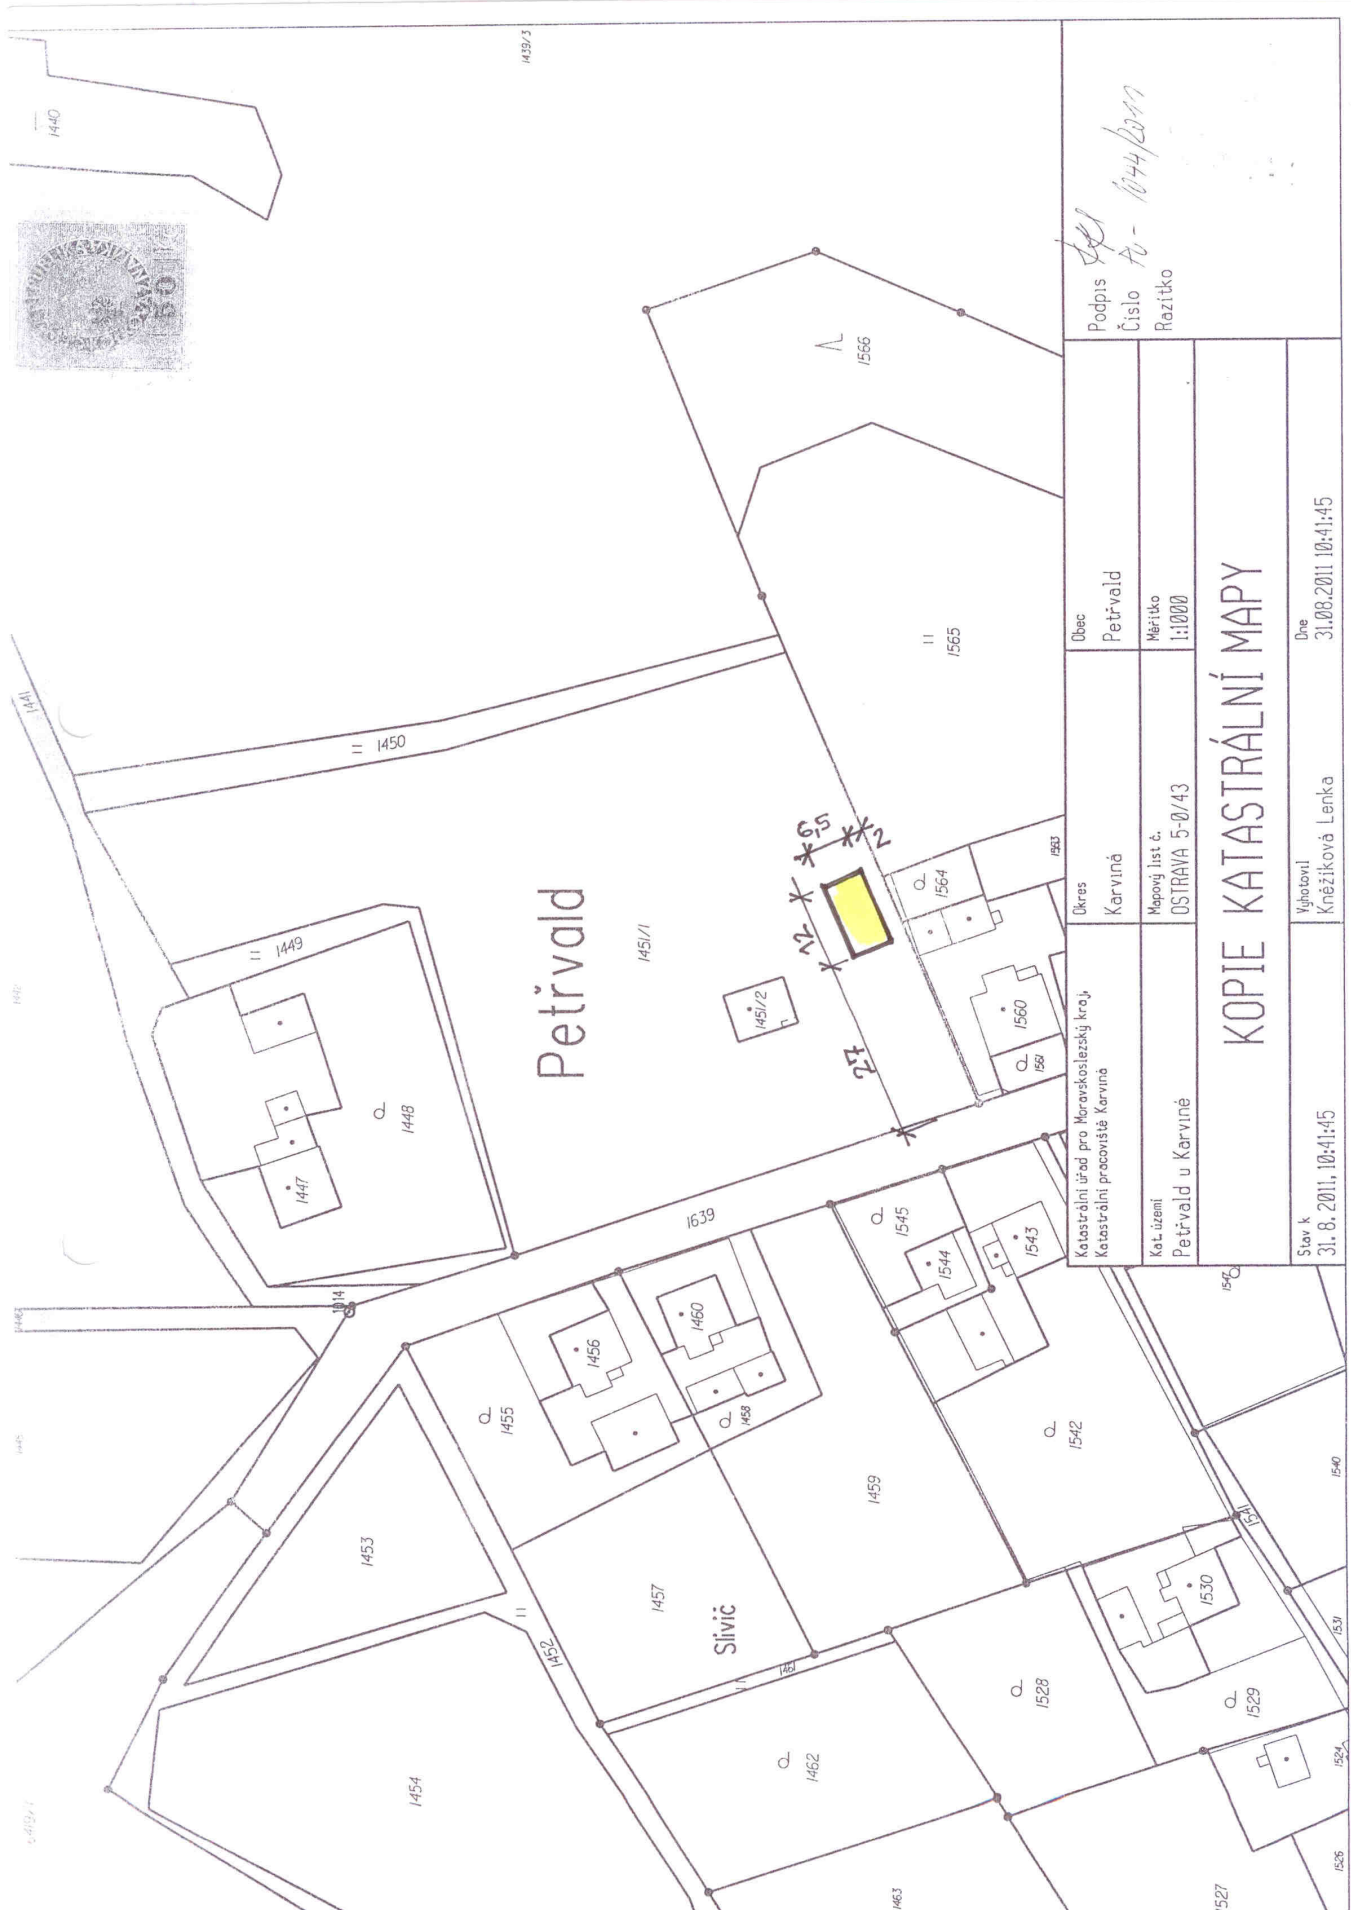 1439/3
1440
1441
1450
1449
1448
1447
Petřvald
1451/1
1451/2
6,5
2
12
27
1566
1565
1564
1563
1560
1561
1639
1014
1545
1544
1543
1547
1456
1460
1455
1458
1459
1542
1453
1457
Slivič
1452
1461
1454
1462
1463
1528
1530
1529
1541
1540
1531
1524
1526
1527
Katastrální úřad pro Moravskoslezský kraj,
Katastrální pracoviště Karviná
Okres
Karviná
Obec
Petřvald
Podpis
Číslo
1044/2011
Razítko
Kat. území
Petřvald u Karviné
Mapový list č.
OSTRAVA 5-0/43
Měřítko
1:1000
KOPIE KATASTRÁLNÍ MAPY
Stav k
31. 8. 2011, 10:41:45
Vyhotovil
Kněžíková Lenka
Dne
31.08.2011 10:41:45